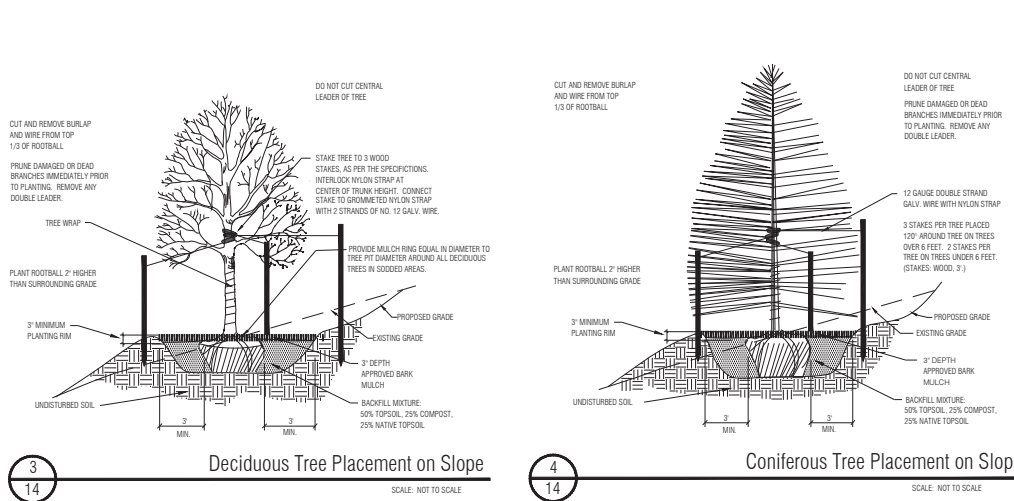 DO NOT CUT CENTRAL
LEADER OF TREE
CUT AND REMOVE BURLAP
AND WIRE FROM TOP
1/3 OF ROOTBALL
PRUNE DAMAGED OR DEAD
BRANCHES IMMEDIATELY PRIOR
TO PLANTING. REMOVE ANY
DOUBLE LEADER.
STAKE TREE TO 3 WOOD
STAKES, AS PER THE SPECIFICTIONS.
INTERLOCK NYLON STRAP AT
CENTER OF TRUNK HEIGHT. CONNECT
STAKE TO GROMMETED NYLON STRAP
WITH 2 STRANDS OF NO. 12 GALV. WIRE.
TREE WRAP
PROVIDE MULCH RING EQUAL IN DIAMETER TO
TREE PIT DIAMETER AROUND ALL DECIDUOUS
TREES IN SODDED AREAS.
PLANT ROOTBALL 2" HIGHER
THAN SURROUNDING GRADE
PROPOSED GRADE
3" MINIMUM
PLANTING RIM
EXISTING GRADE
3" DEPTH
APPROVED BARK
MULCH
UNDISTURBED SOIL
BACKFILL MIXTURE:
50% TOPSOIL, 25% COMPOST,
25% NATIVE TOPSOIL
3'
MIN.
3'
MIN.
3
14
Deciduous Tree Placement on Slope
SCALE: NOT TO SCALE
CUT AND REMOVE BURLAP
AND WIRE FROM TOP
1/3 OF ROOTBALL
DO NOT CUT CENTRAL
LEADER OF TREE
PRUNE DAMAGED OR DEAD
BRANCHES IMMEDIATELY PRIOR
TO PLANTING. REMOVE ANY
DOUBLE LEADER.
12 GAUGE DOUBLE STRAND
GALV. WIRE WITH NYLON STRAP
3 STAKES PER TREE PLACED
120° AROUND TREE ON TREES
OVER 6 FEET. 2 STAKES PER
TREE ON TREES UNDER 6 FEET.
(STAKES: WOOD, 3'.)
PLANT ROOTBALL 2" HIGHER
THAN SURROUNDING GRADE
PROPOSED GRADE
3" MINIMUM
PLANTING RIM
EXISTING GRADE
3" DEPTH
APPROVED BARK
MULCH
UNDISTURBED SOIL
BACKFILL MIXTURE:
50% TOPSOIL, 25% COMPOST,
25% NATIVE TOPSOIL
3'
MIN.
3'
MIN.
4
14
Coniferous Tree Placement on Slop
SCALE: NOT TO SCALE